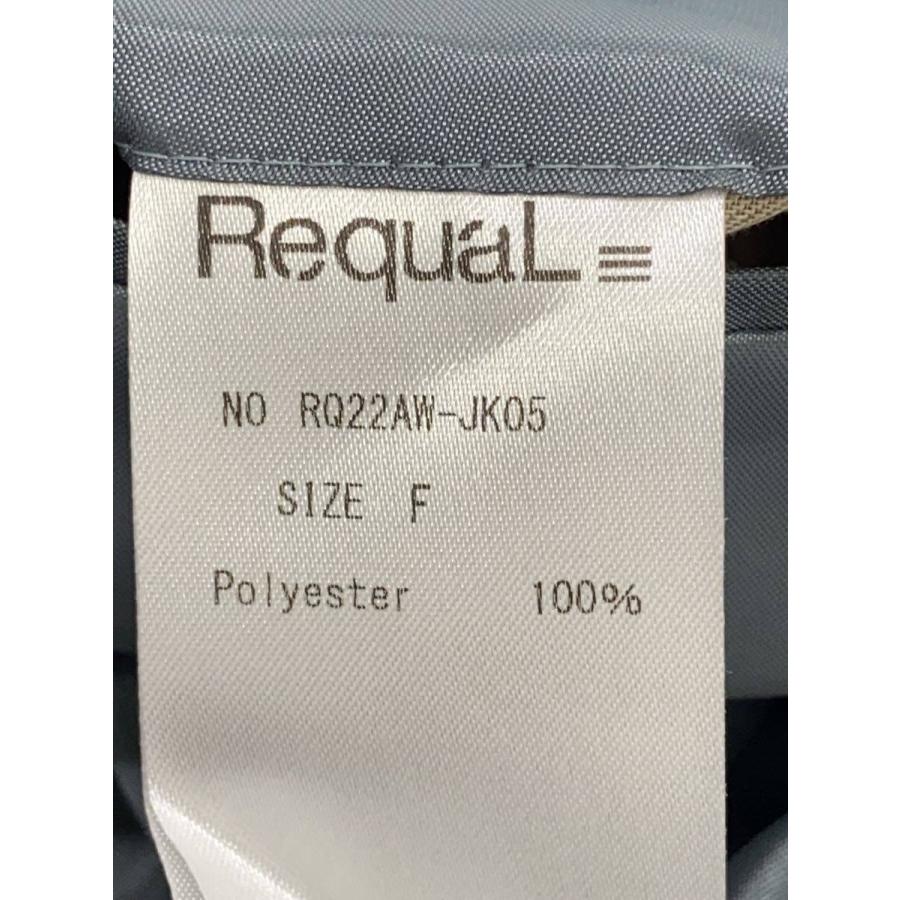 RequaL≡
NO RQ22AW-JK05
SIZE F
Polyester 100%